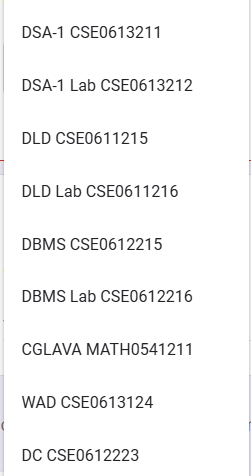 DSA-1 CSE0613211
DSA-1 Lab CSE0613212
DLD CSE0611215
DLD Lab CSE0611216
DBMS CSE0612215
DBMS Lab CSE0612216
CGLAVA MATH0541211
WAD CSE0613124
DC CSE0612223